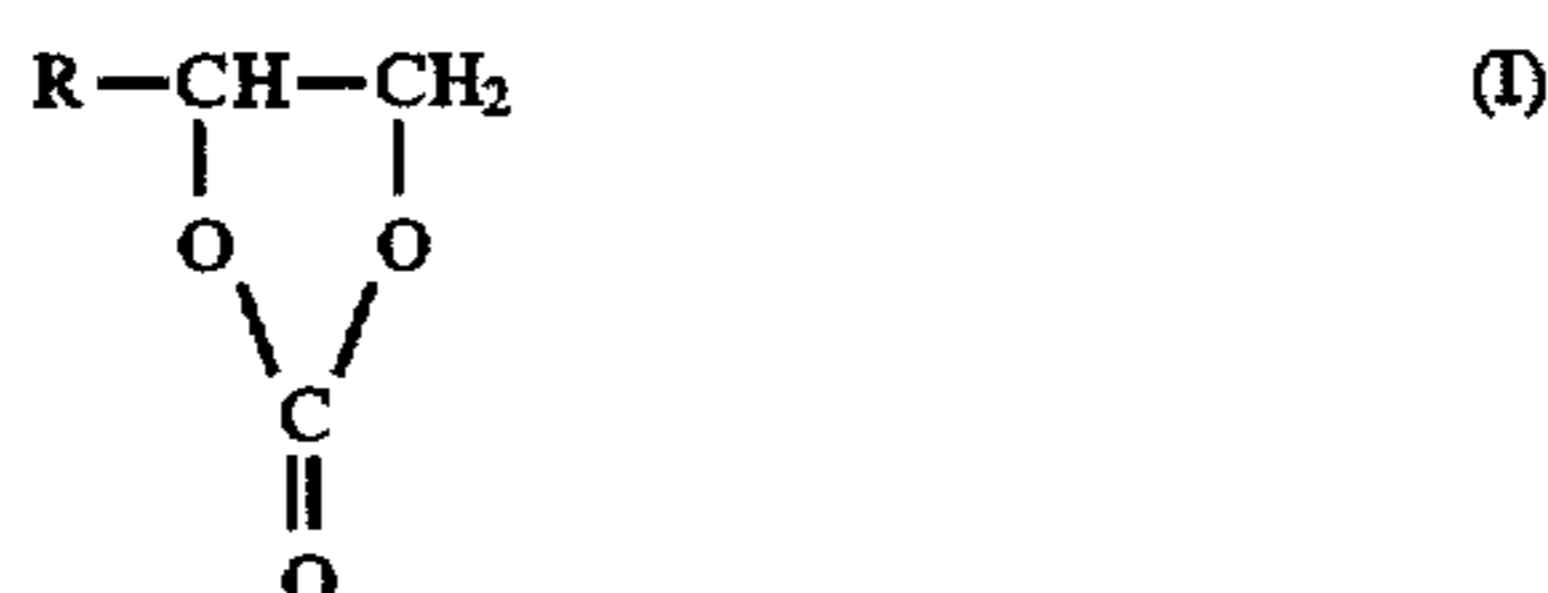 R—CH—CH₂ (I)
O O
C
O